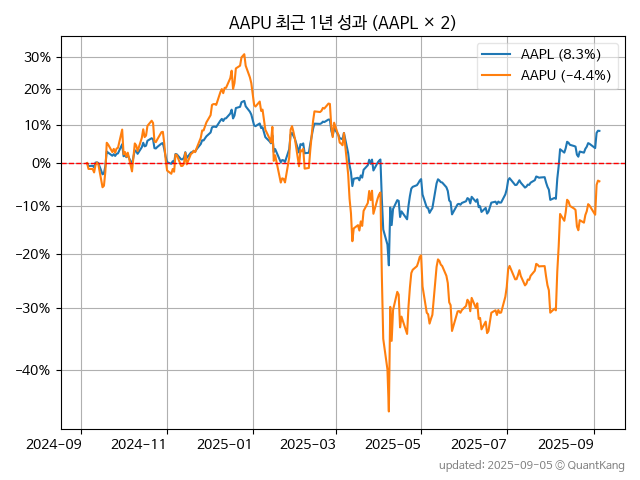 AAPU 최근 1년 성과 (AAPL × 2)
AAPL (8.3%)
AAPU (−4.4%)
30%
20%
10%
0%
−10%
−20%
−30%
−40%
2024-09 2024-11 2025-01 2025-03 2025-05 2025-07 2025-09
updated: 2025-09-05 © QuantKang